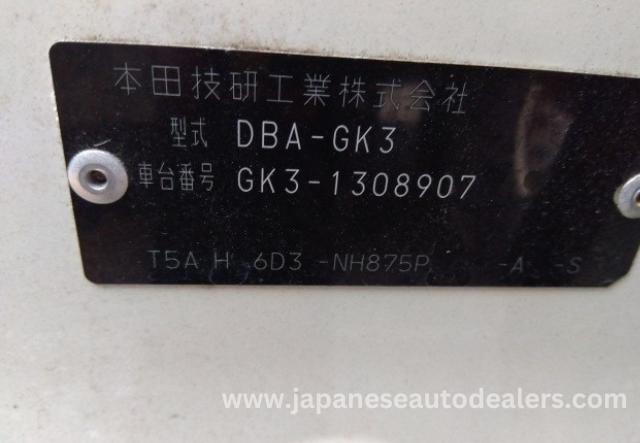 本田技研工業株式会社
型式 DBA-GK3
車台番号 GK3-1308907
T5A H 6D3 -NH875P -A -S
www.japaneseautodealers.com